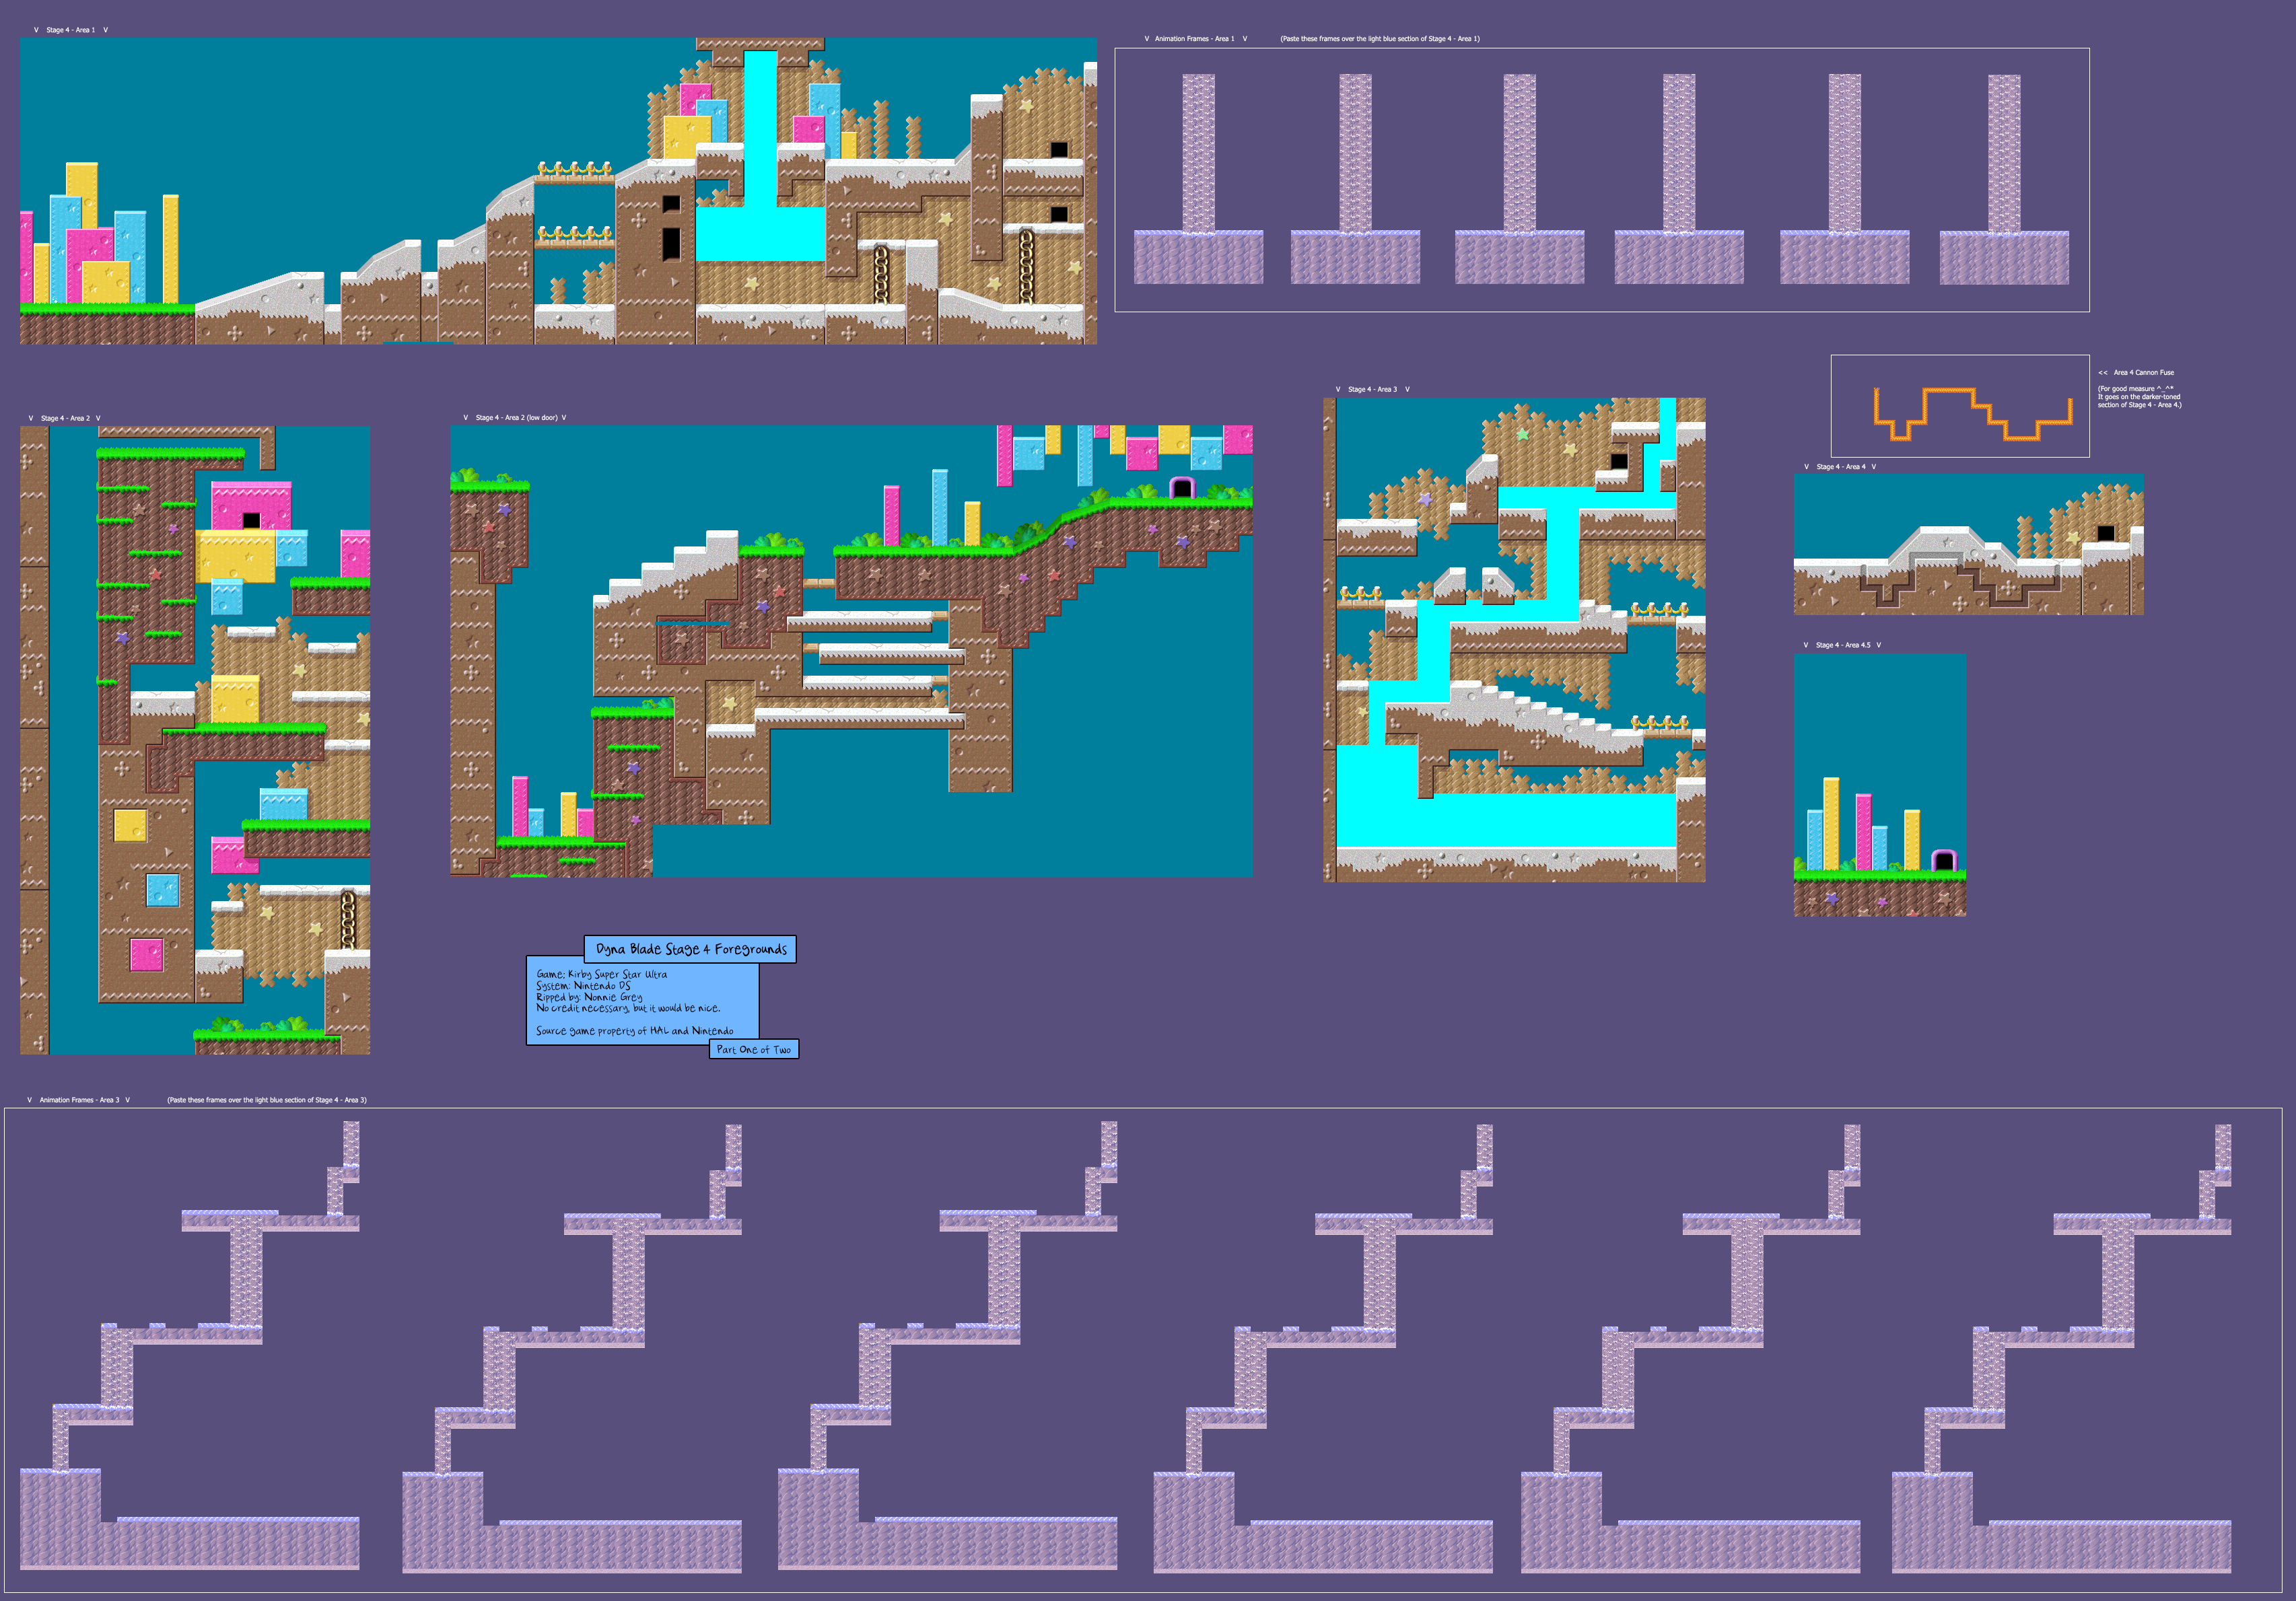 V Stage 4 - Area 1 V
V Animation Frames - Area 1 V (Paste these frames over the light blue section of Stage 4 - Area 1)
<< Area 4 Cannon Fuse
(For good measure ^_^*
It goes on the darker-toned
section of Stage 4 - Area 4.)
V Stage 4 - Area 2 V
V Stage 4 - Area 2 (low door) V
V Stage 4 - Area 3 V
V Stage 4 - Area 4 V
V Stage 4 - Area 4.5 V
Dyna Blade Stage 4 Foregrounds
Game: Kirby Super Star Ultra
System: Nintendo DS
Ripped by: Nonnie Grey
No credit necessary, but it would be nice.
Source game property of HAL and Nintendo
Part One of Two
V Animation Frames - Area 3 V (Paste these frames over the light blue section of Stage 4 - Area 3)